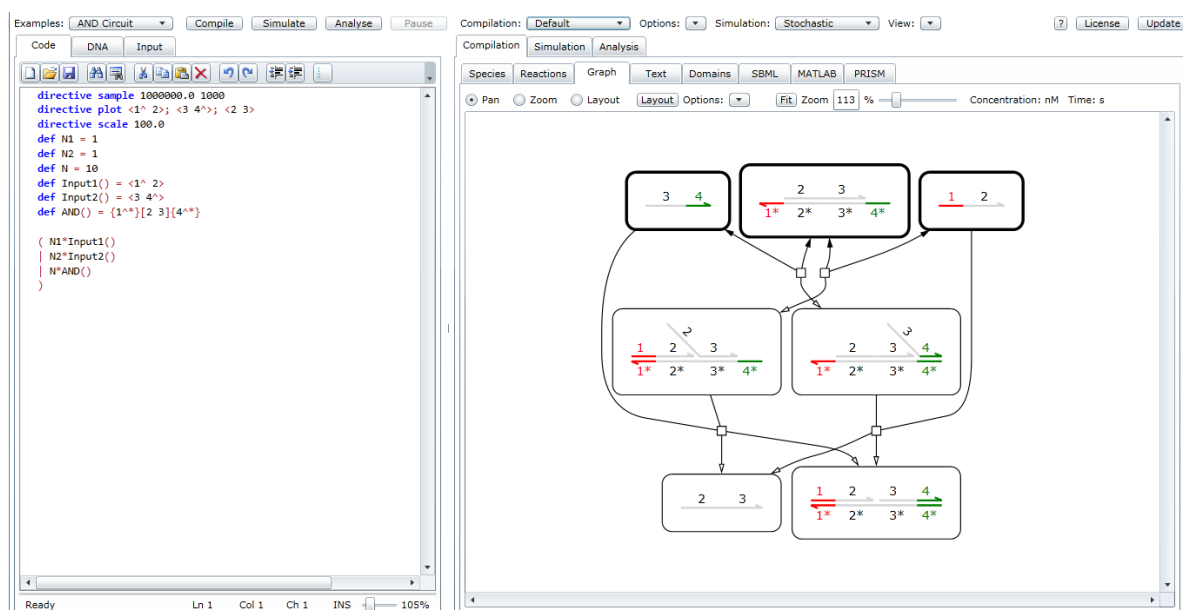 Examples: AND Circuit Compile Simulate Analyse Pause Compilation: Default Options: Simulation: Stochastic View: ? License Update
Code DNA Input
Compilation Simulation Analysis
Species Reactions Graph Text Domains SBML MATLAB PRISM
Pan Zoom Layout Layout Options: Fit Zoom 113 % Concentration: nM Time: s
directive sample 1000000.0 1000
directive plot <1^ 2>; <3 4^>; <2 3>
directive scale 100.0
def N1 = 1
def N2 = 1
def N = 10
def Input1() = <1^ 2>
def Input2() = <3 4^>
def AND() = {1^*}[2 3]{4^*}
( N1*Input1()
| N2*Input2()
| N*AND()
)
3 4
2 3
1* 2* 3* 4*
1 2
2
1 2 3
1* 2* 3* 4*
3
2 3 4
1* 2* 3* 4*
2 3
1 2 3 4
1* 2* 3* 4*
Ready Ln 1 Col 1 Ch 1 INS 105%